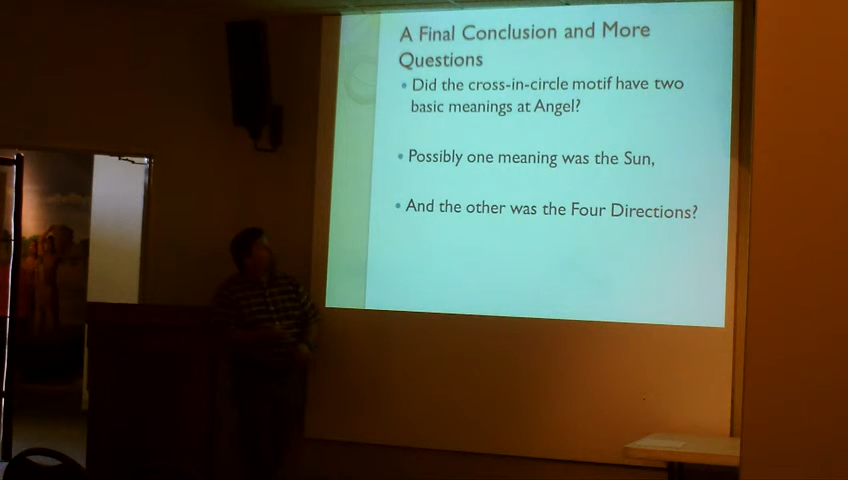 A Final Conclusion and More
Questions
• Did the cross-in-circle motif have two
basic meanings at Angel?
• Possibly one meaning was the Sun,
• And the other was the Four Directions?